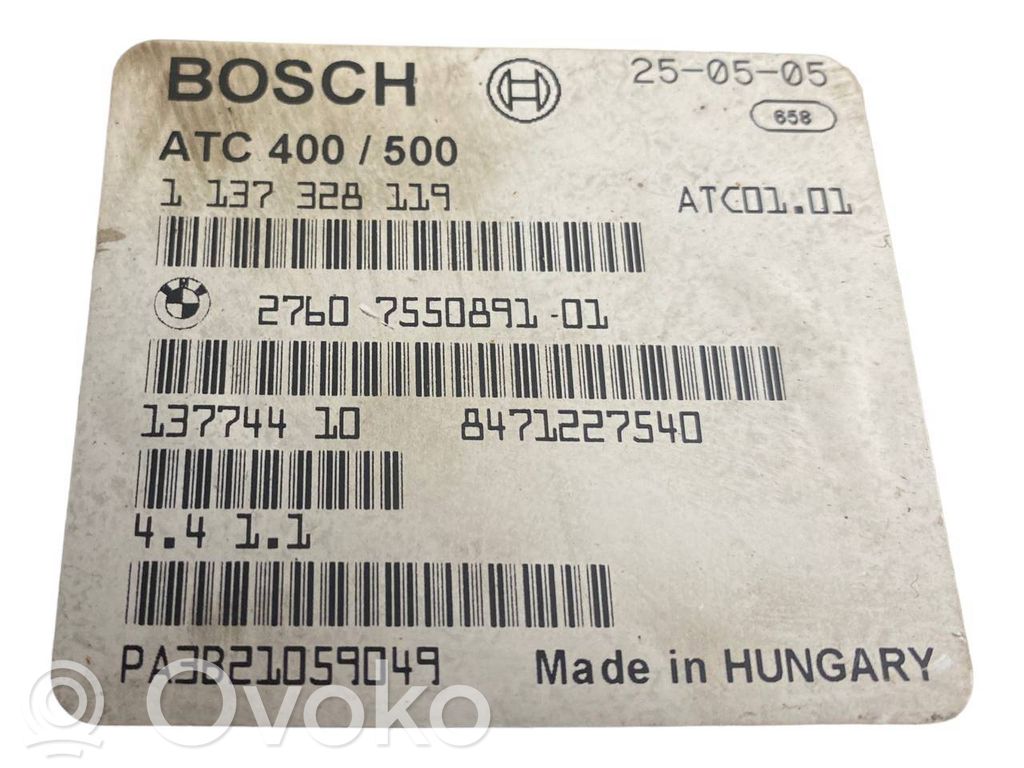 BOSCH 25-05-05
658
ATC 400 / 500
1 137 328 119 ATC01.01
2760 7550891-01
137744 10 8471227540
4.4 1.1
PA3B21059049 Made in HUNGARY
Ovoko